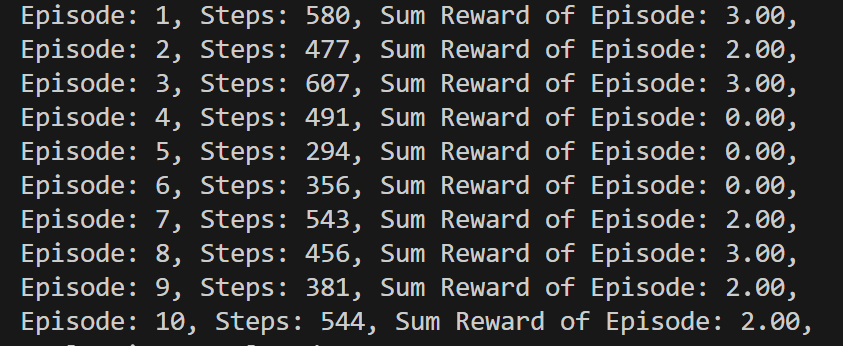 Episode: 1, Steps: 580, Sum Reward of Episode: 3.00,
Episode: 2, Steps: 477, Sum Reward of Episode: 2.00,
Episode: 3, Steps: 607, Sum Reward of Episode: 3.00,
Episode: 4, Steps: 491, Sum Reward of Episode: 0.00,
Episode: 5, Steps: 294, Sum Reward of Episode: 0.00,
Episode: 6, Steps: 356, Sum Reward of Episode: 0.00,
Episode: 7, Steps: 543, Sum Reward of Episode: 2.00,
Episode: 8, Steps: 456, Sum Reward of Episode: 3.00,
Episode: 9, Steps: 381, Sum Reward of Episode: 2.00,
Episode: 10, Steps: 544, Sum Reward of Episode: 2.00,